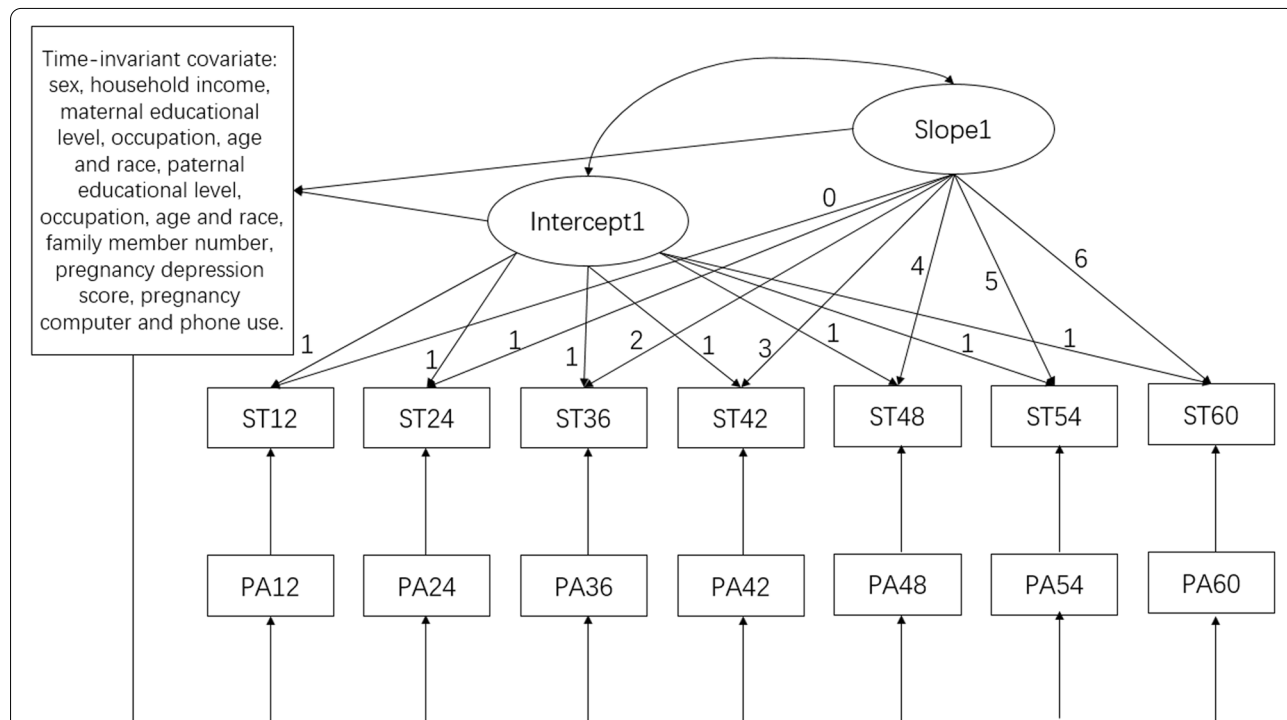 Time-invariant covariate:
sex, household income,
maternal educational
level, occupation, age
and race, paternal
educational level,
occupation, age and race,
family member number,
pregnancy depression
score, pregnancy
computer and phone use.
Slope1
Intercept1
0
4
5
6
1
1
1
1
2
1
3
1
1
1
ST12
ST24
ST36
ST42
ST48
ST54
ST60
PA12
PA24
PA36
PA42
PA48
PA54
PA60